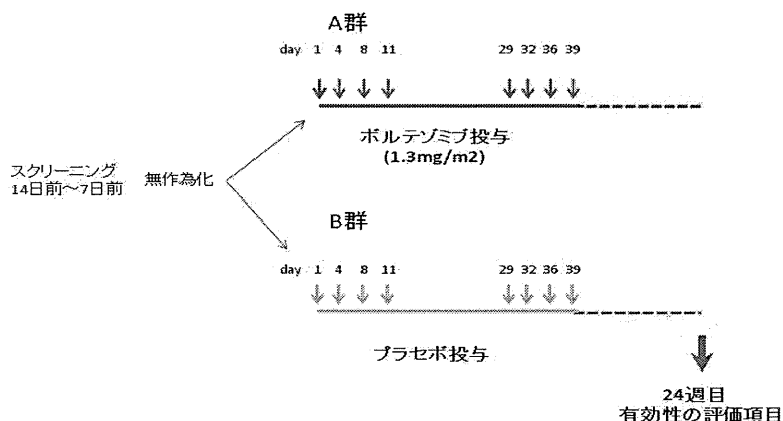 A群
day 1 4 8 11 29 32 36 39
ボルテゾミブ投与
(1.3mg/m2)
スクリーニング
14日前～7日前
無作為化
B群
day 1 4 8 11 29 32 36 39
プラセボ投与
24週目
有効性の評価項目